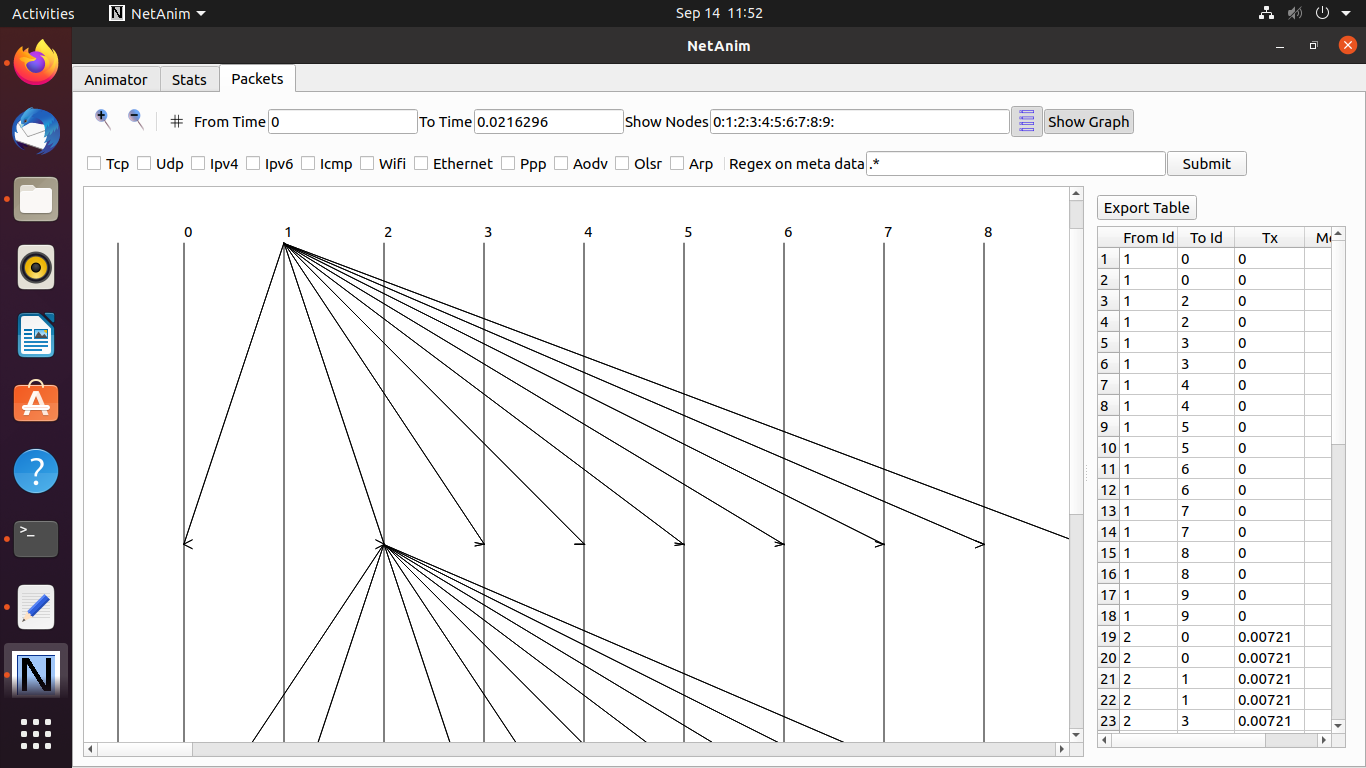 Activities NetAnim Sep 14 11:52
NetAnim
Animator Stats Packets
From Time 0 To Time 0.0216296 Show Nodes 0:1:2:3:4:5:6:7:8:9: Show Graph
Tcp Udp Ipv4 Ipv6 Icmp Wifi Ethernet Ppp Aodv Olsr Arp Regex on meta data .* Submit
Export Table
0 1 2 3 4 5 6 7 8
From Id To Id Tx
1 1 0 0
2 1 0 0
3 1 2 0
4 1 2 0
5 1 3 0
6 1 3 0
7 1 4 0
8 1 4 0
9 1 5 0
10 1 5 0
11 1 6 0
12 1 6 0
13 1 7 0
14 1 7 0
15 1 8 0
16 1 8 0
17 1 9 0
18 1 9 0
19 2 0 0.00721
20 2 0 0.00721
21 2 1 0.00721
22 2 1 0.00721
23 2 3 0.00721